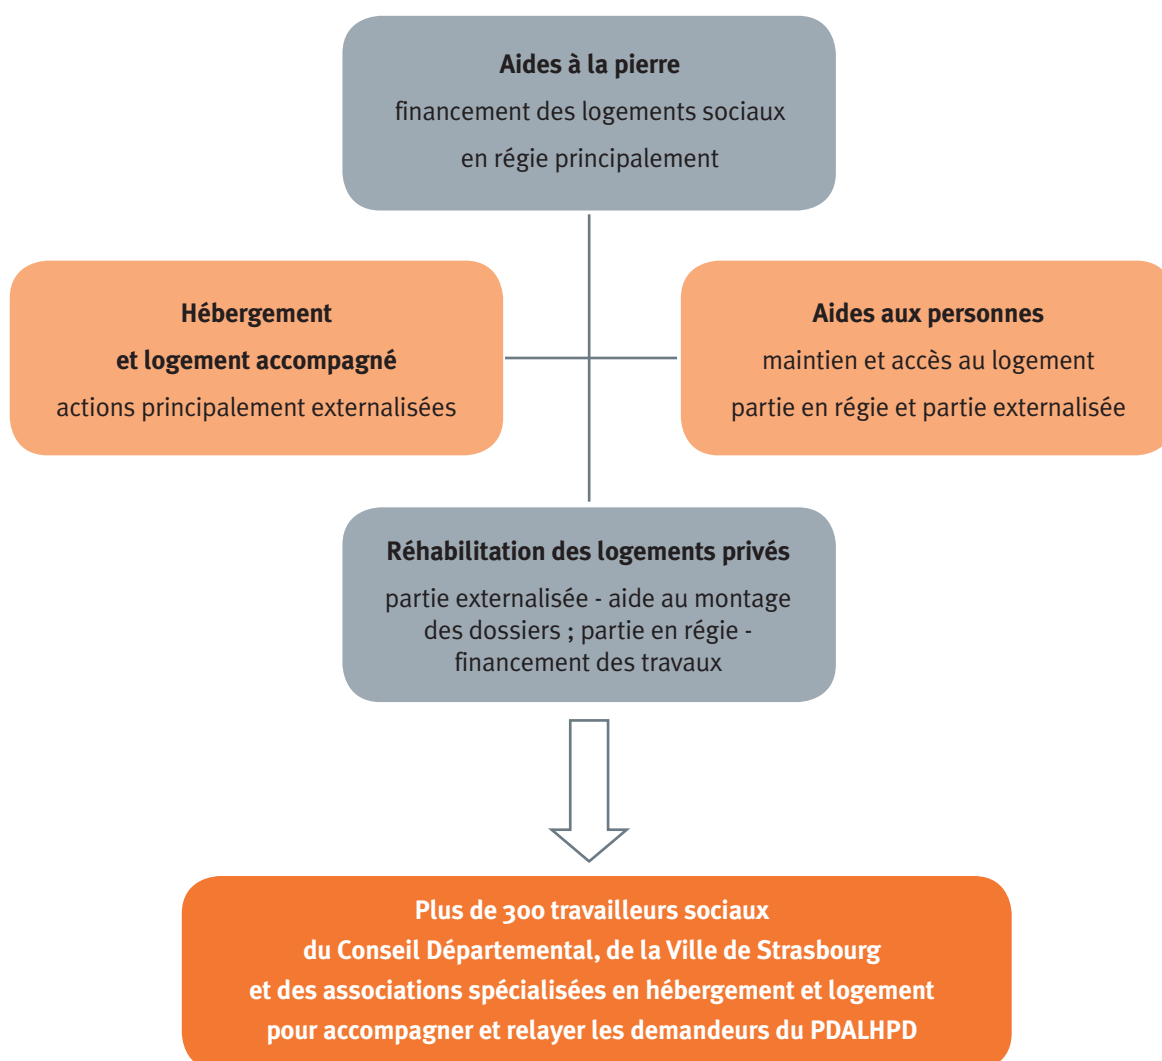 Aides à la pierre
financement des logements sociaux
en régie principalement
Hébergement
et logement accompagné
actions principalement externalisées
Aides aux personnes
maintien et accès au logement
partie en régie et partie externalisée
Réhabilitation des logements privés
partie externalisée - aide au montage
des dossiers ; partie en régie -
financement des travaux
Plus de 300 travailleurs sociaux
du Conseil Départemental, de la Ville de Strasbourg
et des associations spécialisées en hébergement et logement
pour accompagner et relayer les demandeurs du PDALHPD